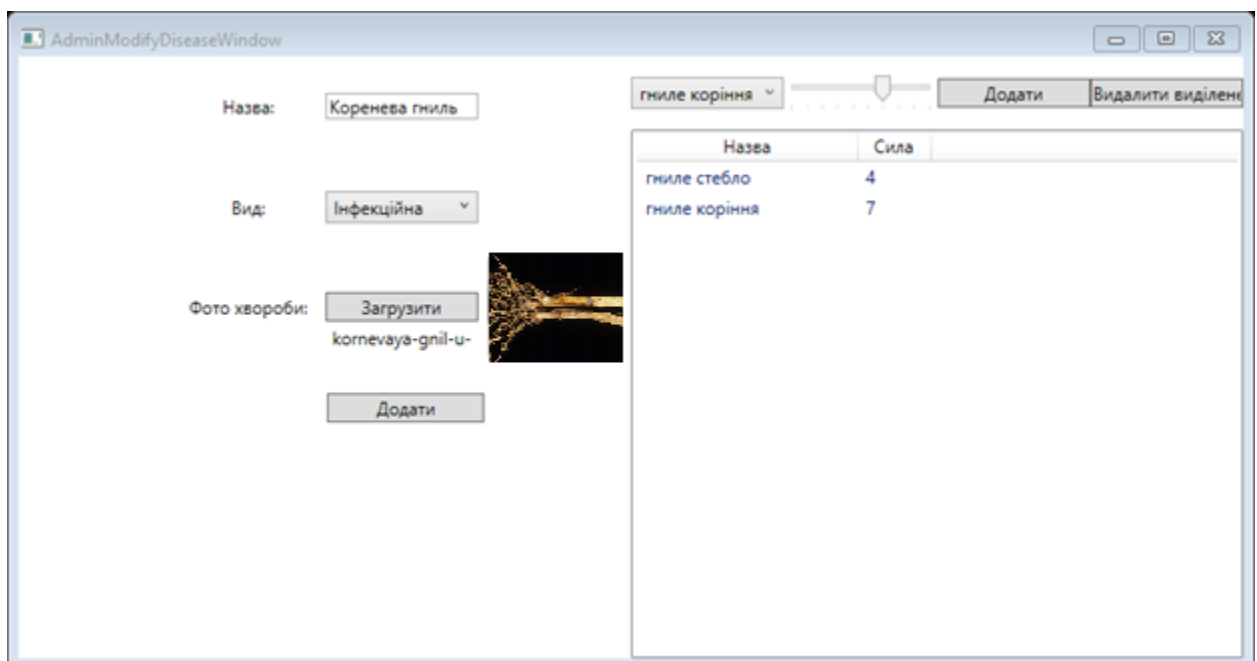 AdminModifyDiseaseWindow
Назва:
Коренева гниль
Вид:
Інфекційна
Фото хвороби:
Загрузити
kornevaya-gnil-u-
Додати
гниле коріння
Додати
Видалити виділене
Назва Сила
гниле стебло 4
гниле коріння 7